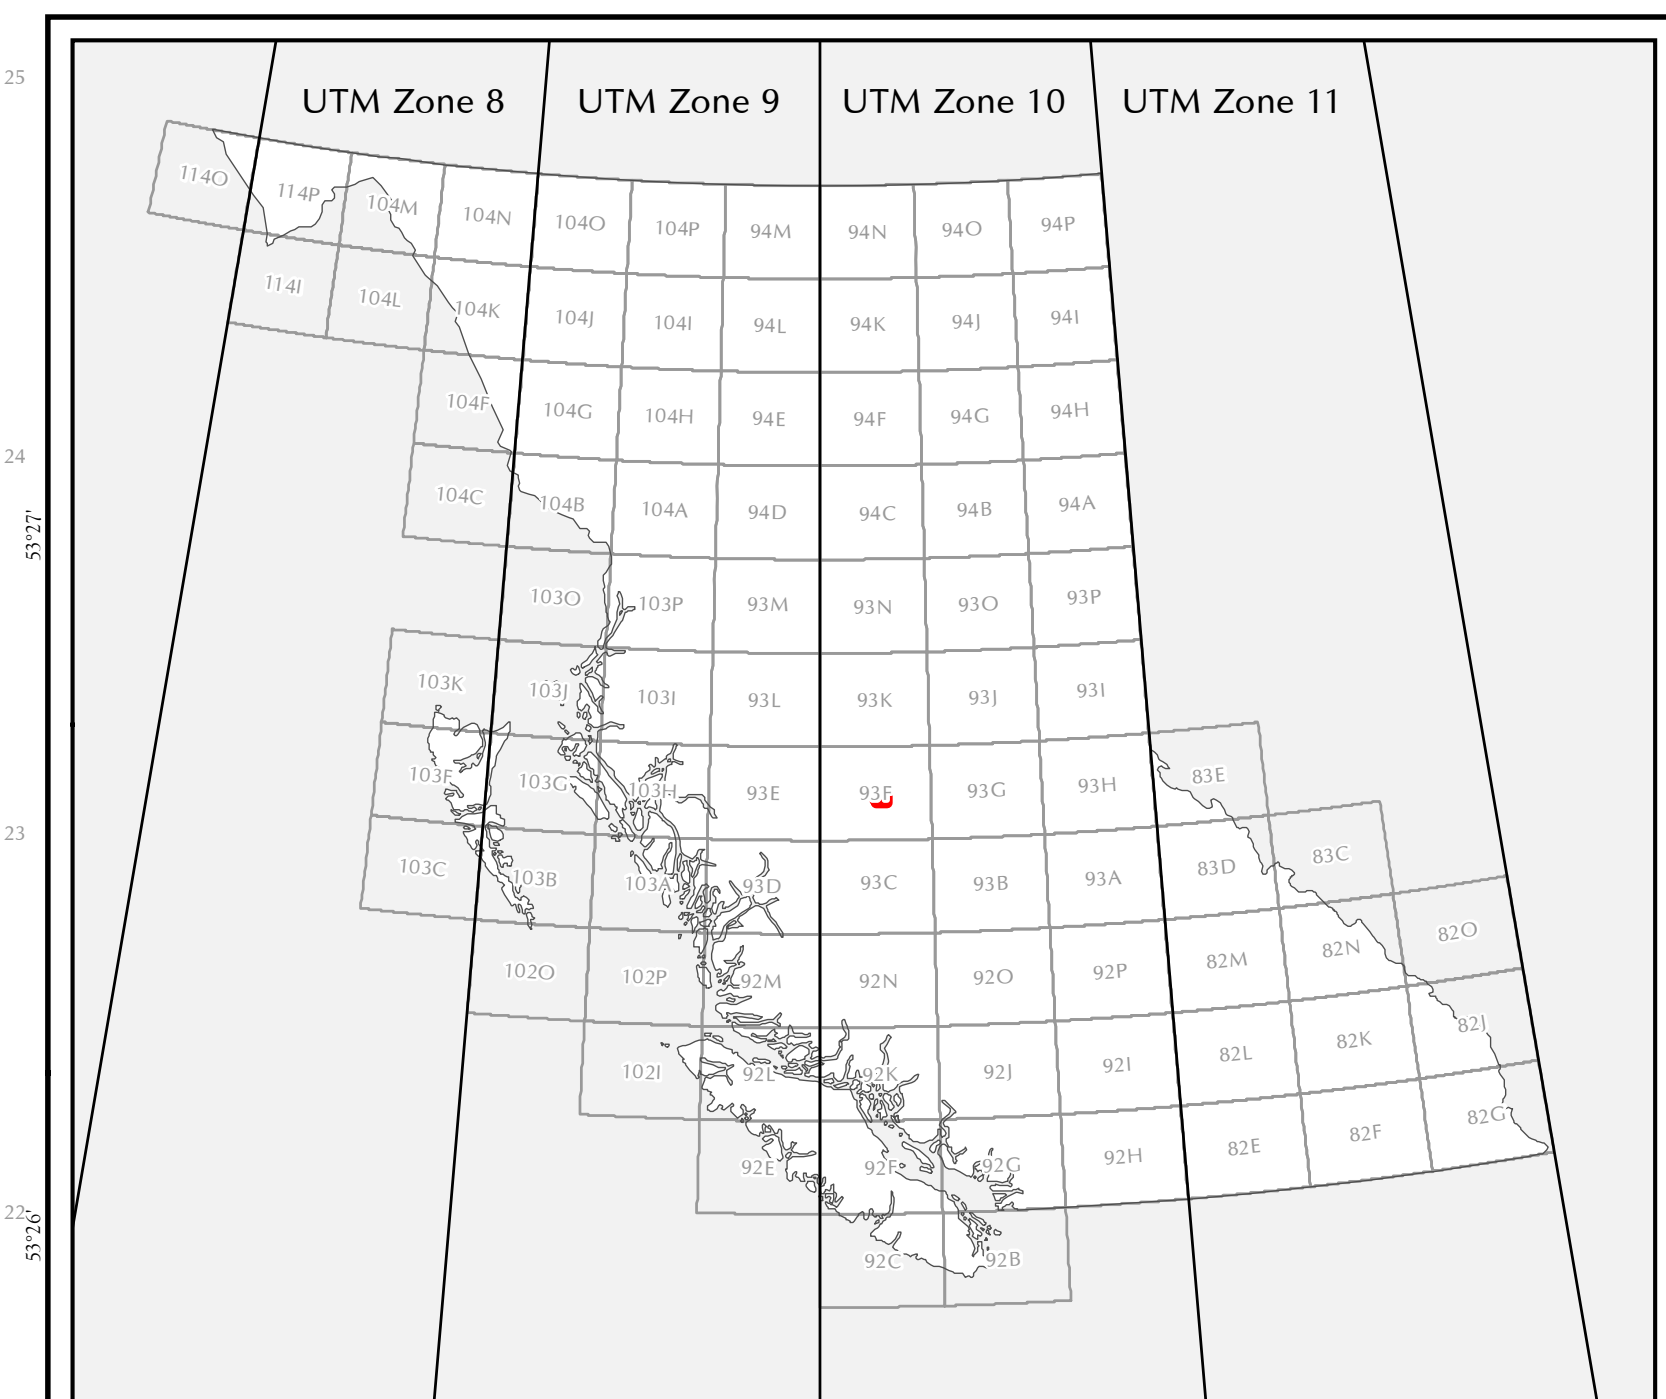 25
UTM Zone 8 UTM Zone 9 UTM Zone 10 UTM Zone 11
114O 114P 104M 104N 104O 104P 94M 94N 94O 94P
114I 104L 104K 104J 104I 94L 94K 94J 94I
104F 104G 104H 94E 94F 94G 94H
24
104C 104B 104A 94D 94C 94B 94A
53°27'
103O 103P 93M 93N 93O 93P
103K 103J 103I 93L 93K 93J 93I
103F 103G 103H 93E 93F 93G 93H 83E
23
103C 103B 103A 93D 93C 93B 93A 83D 83C
102O 102P 92M 92N 92O 92P 82M 82N 82O
102I 92L 92K 92J 92I 82L 82K 82J
92E 92F 92G 92H 82E 82F 82G
22
53°26'
92C 92B